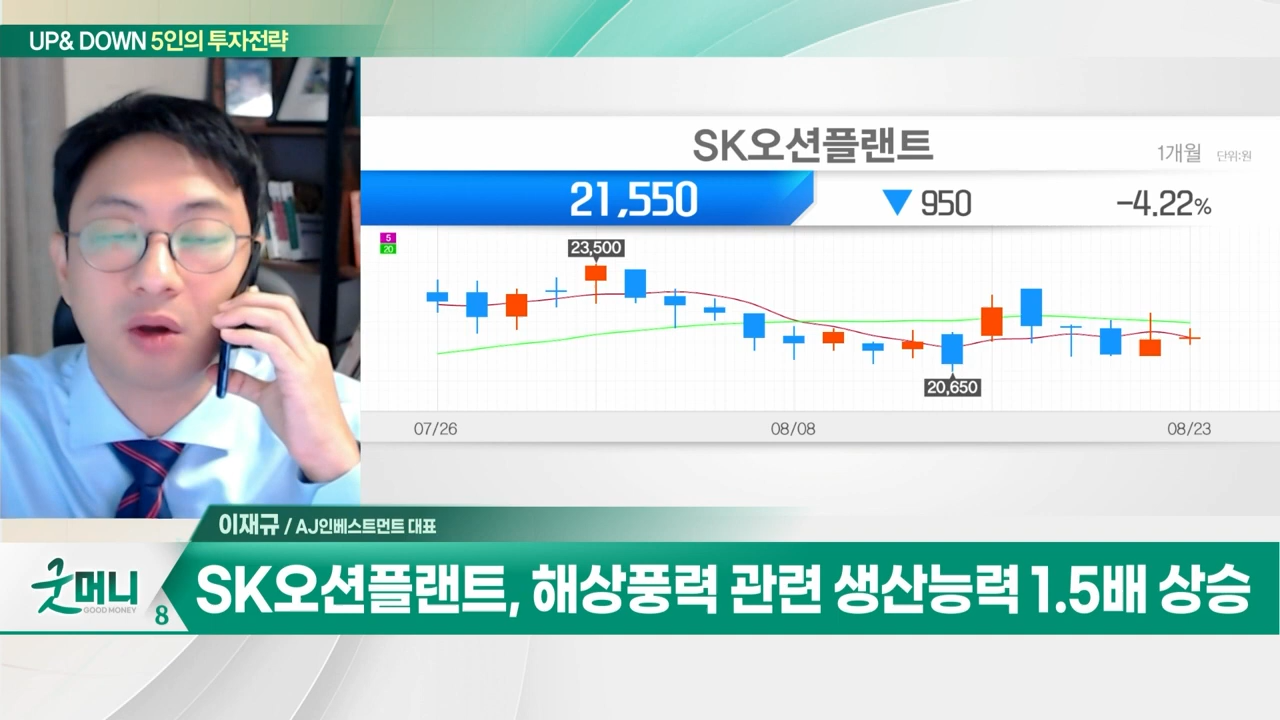 UP& DOWN 5인의 투자전략
SK오션플랜트
1개월 단위:원
21,550 ▼ 950 -4.22%
5
20
23,500
20,650
07/26 08/08 08/23
이재규 / AJ인베스트먼트 대표
굿머니
GOOD MONEY
8
SK오션플랜트, 해상풍력 관련 생산능력 1.5배 상승